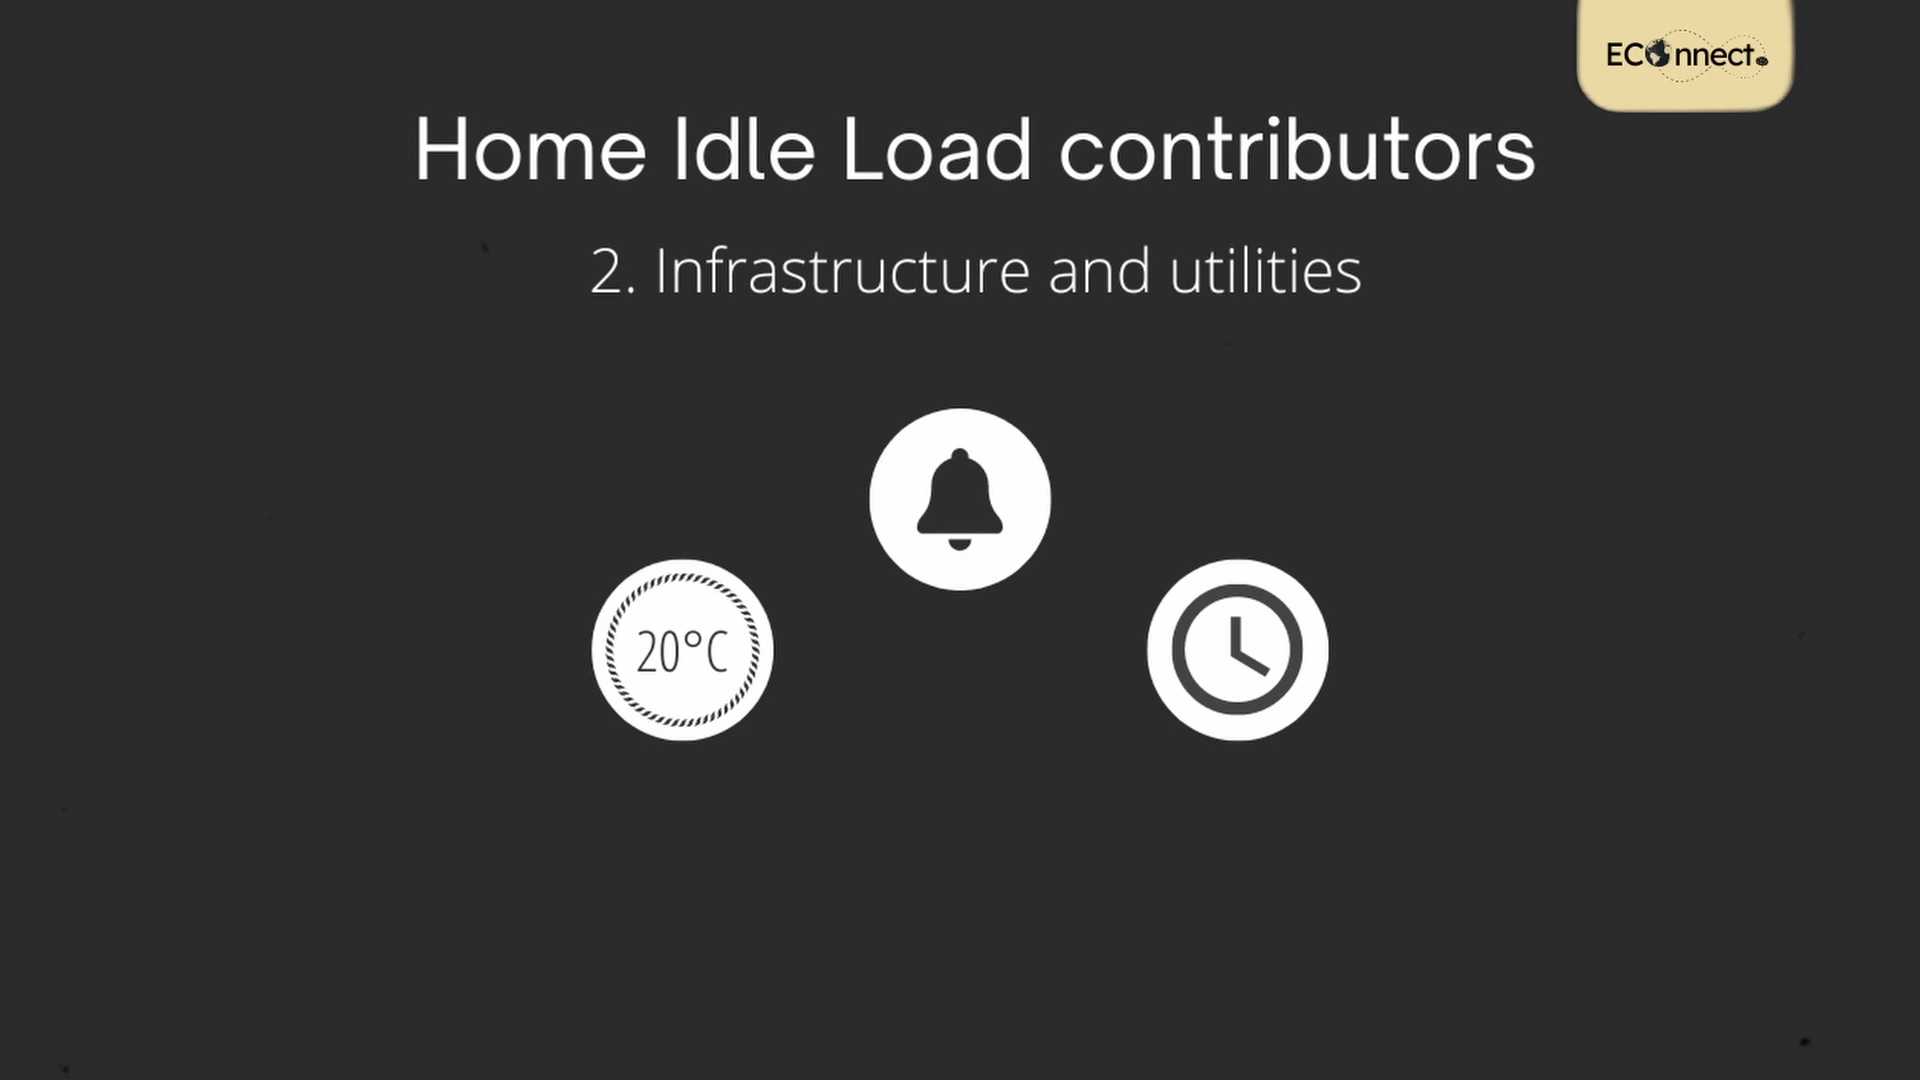 ECOnnect.
Home Idle Load contributors
2. Infrastructure and utilities
20°C